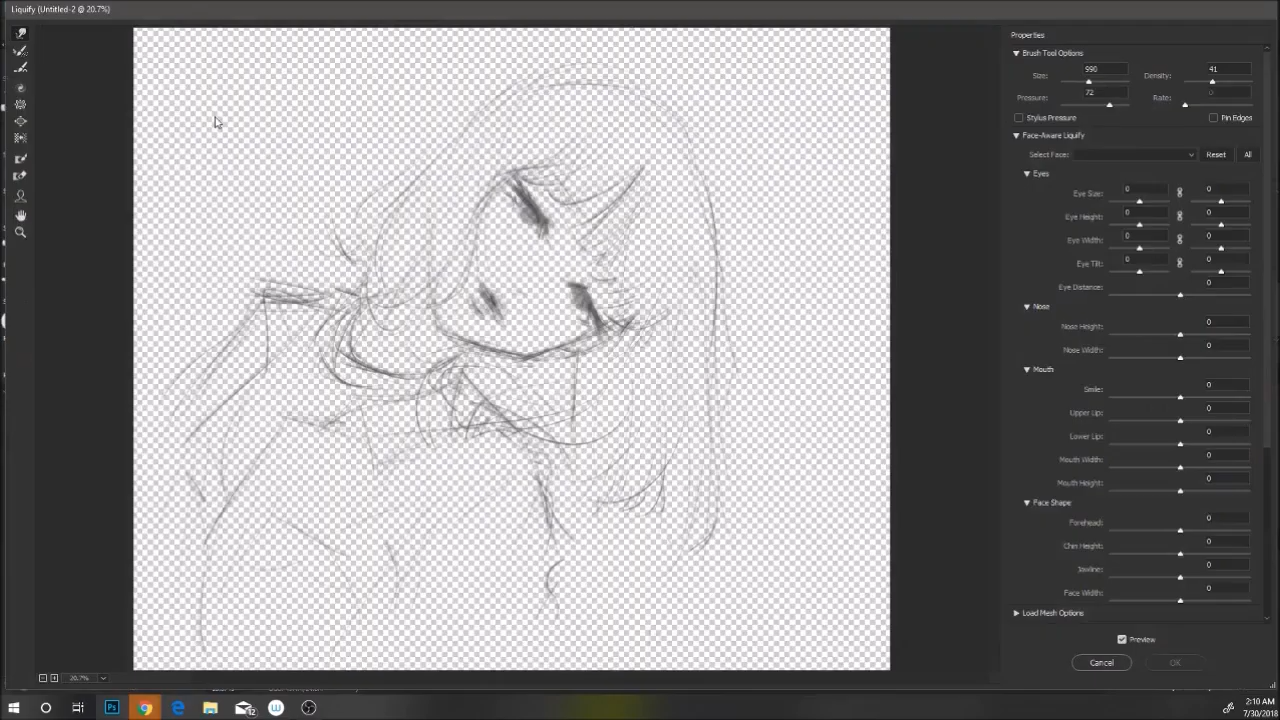 Liquify (Untitled-2 @ 20.7%)
Properties
Brush Tool Options
Size: 990 Density: 41
Pressure: 72 Rate: 0
Stylus Pressure Pin Edges
Face-Aware Liquify
Select Face: Reset All
Eyes
Eye Size: 0 0
Eye Height: 0 0
Eye Width: 0 0
Eye Tilt: 0 0
Eye Distance: 0
Nose
Nose Height: 0
Nose Width: 0
Mouth
Smile: 0
Upper Lip: 0
Lower Lip: 0
Mouth Width: 0
Mouth Height: 0
Face Shape
Forehead: 0
Chin Height: 0
Jawline: 0
Face Width: 0
Load Mesh Options
Preview
Cancel OK
20.7%
Ps
12
2:10 AM
7/30/2018